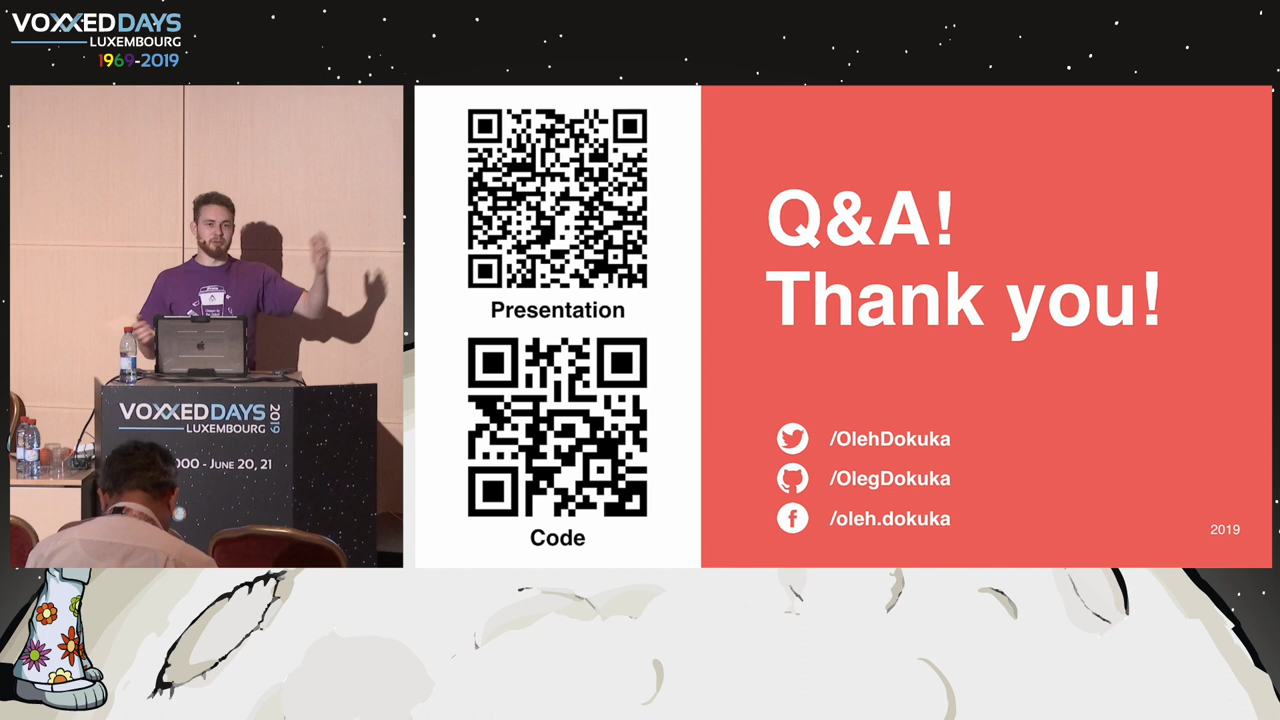 VOXXEDDAYS
LUXEMBOURG
1969-2019
Presentation
Code
Q&A!
Thank you!
/OlehDokuka
/OlegDokuka
/oleh.dokuka
2019
VOXXEDDAYS
2019
LUXEMBOURG
000 - JUNE 20, 21